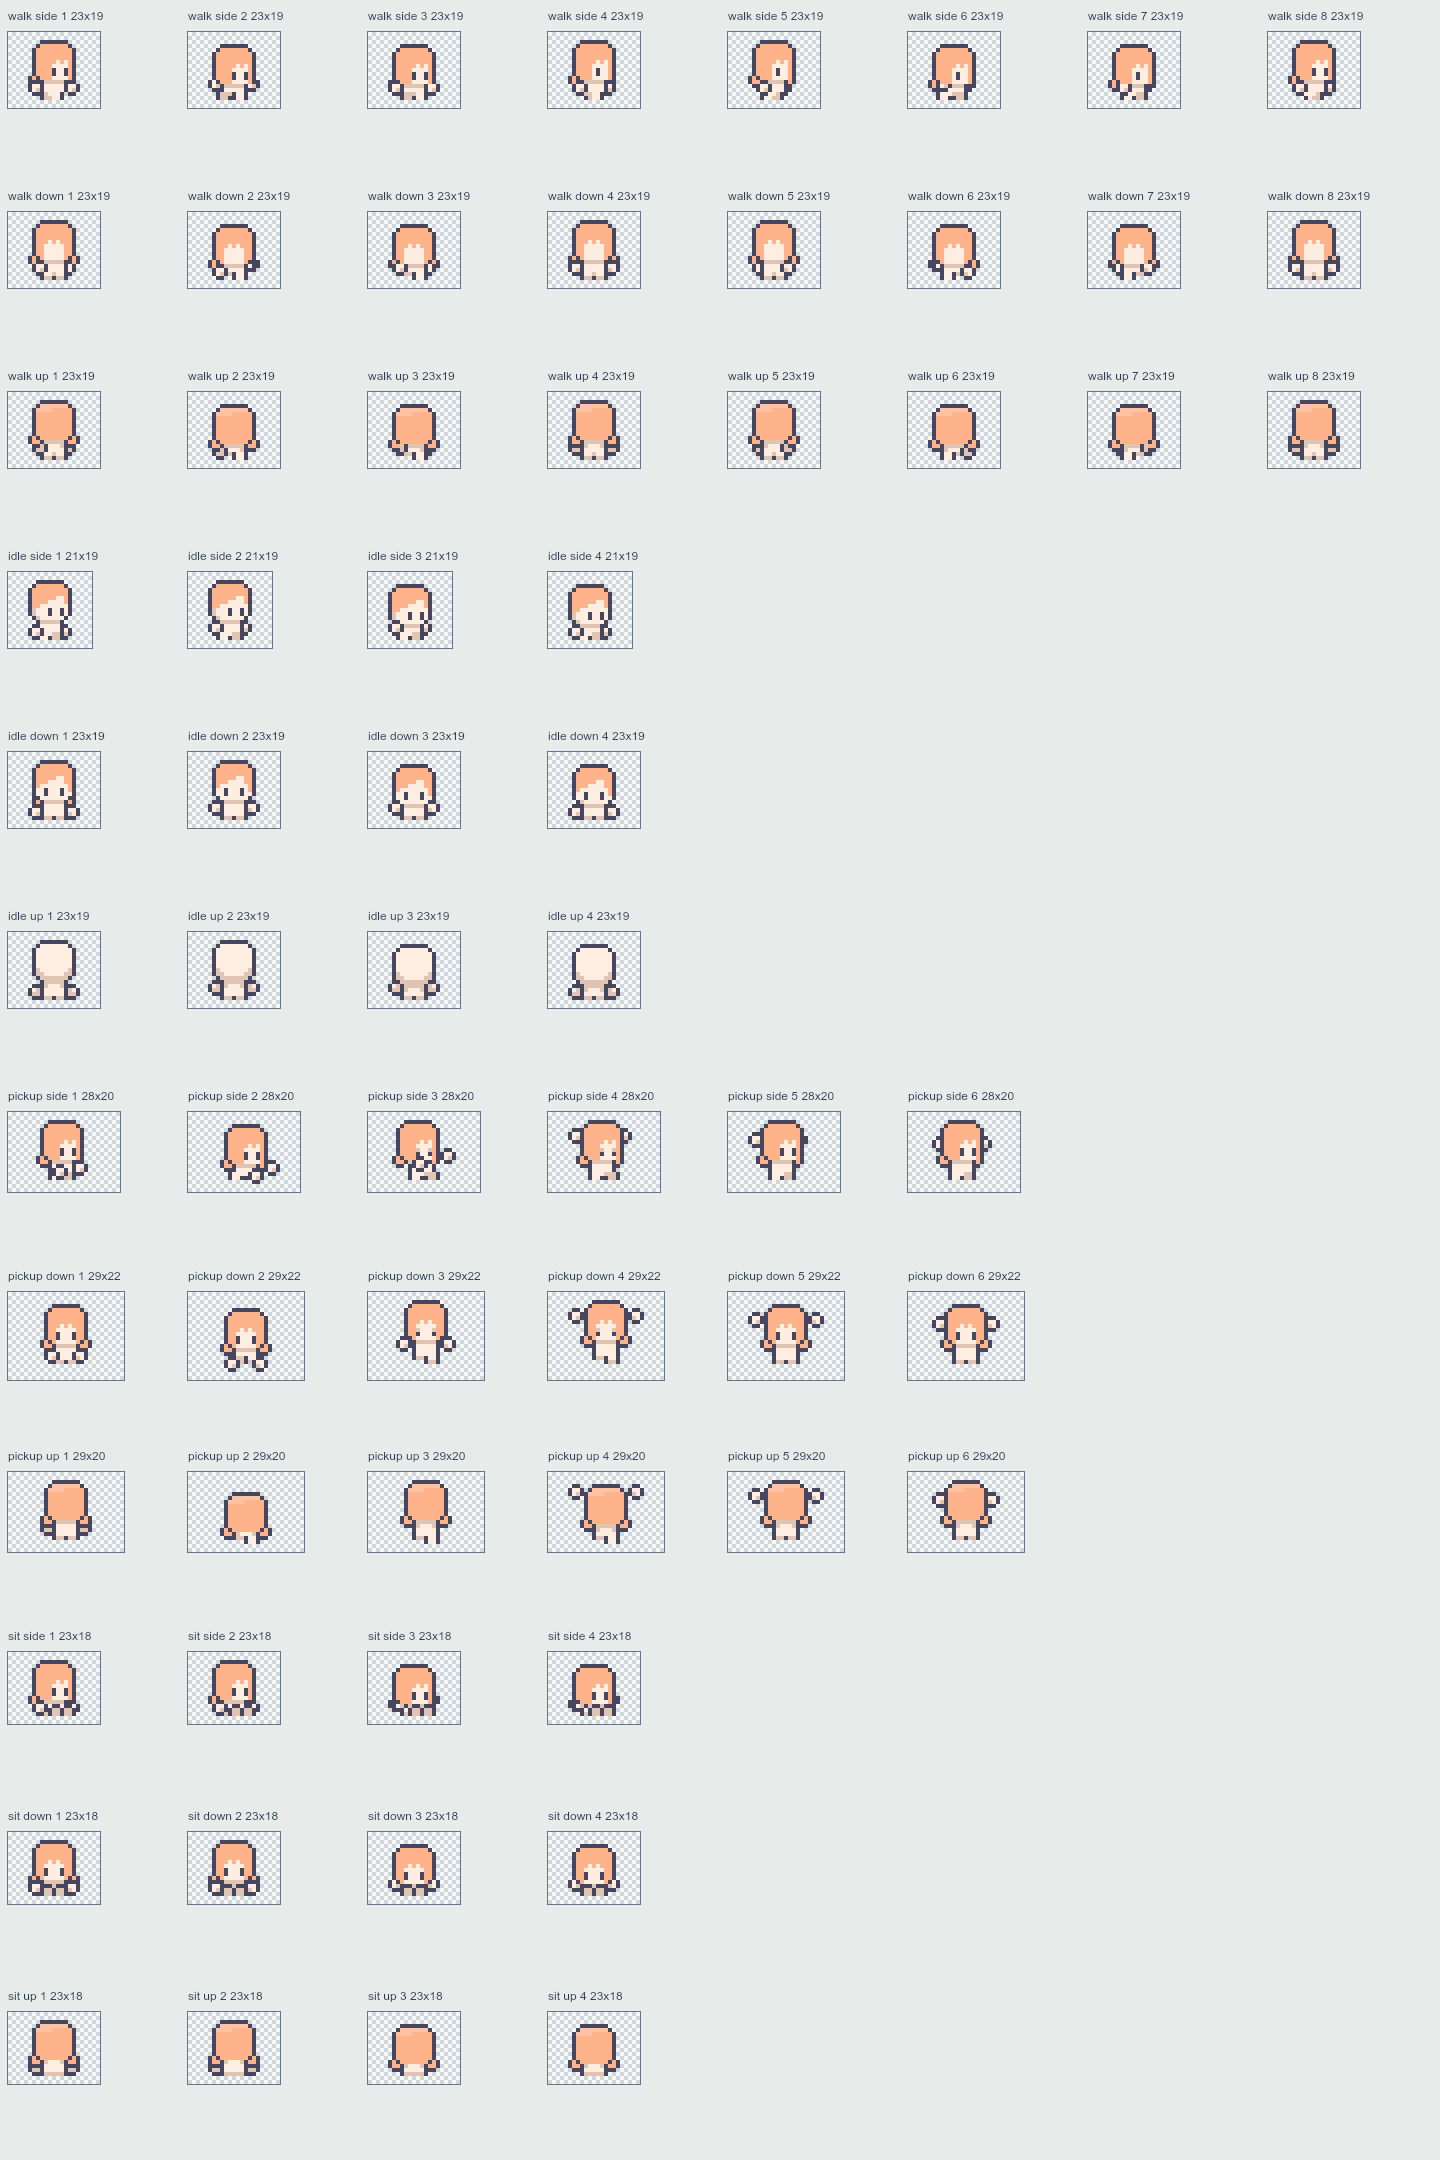 walk side 1 23x19 walk side 2 23x19 walk side 3 23x19 walk side 4 23x19 walk side 5 23x19 walk side 6 23x19 walk side 7 23x19 walk side 8 23x19
walk down 1 23x19 walk down 2 23x19 walk down 3 23x19 walk down 4 23x19 walk down 5 23x19 walk down 6 23x19 walk down 7 23x19 walk down 8 23x19
walk up 1 23x19 walk up 2 23x19 walk up 3 23x19 walk up 4 23x19 walk up 5 23x19 walk up 6 23x19 walk up 7 23x19 walk up 8 23x19
idle side 1 21x19 idle side 2 21x19 idle side 3 21x19 idle side 4 21x19
idle down 1 23x19 idle down 2 23x19 idle down 3 23x19 idle down 4 23x19
idle up 1 23x19 idle up 2 23x19 idle up 3 23x19 idle up 4 23x19
pickup side 1 28x20 pickup side 2 28x20 pickup side 3 28x20 pickup side 4 28x20 pickup side 5 28x20 pickup side 6 28x20
pickup down 1 29x22 pickup down 2 29x22 pickup down 3 29x22 pickup down 4 29x22 pickup down 5 29x22 pickup down 6 29x22
pickup up 1 29x20 pickup up 2 29x20 pickup up 3 29x20 pickup up 4 29x20 pickup up 5 29x20 pickup up 6 29x20
sit side 1 23x18 sit side 2 23x18 sit side 3 23x18 sit side 4 23x18
sit down 1 23x18 sit down 2 23x18 sit down 3 23x18 sit down 4 23x18
sit up 1 23x18 sit up 2 23x18 sit up 3 23x18 sit up 4 23x18